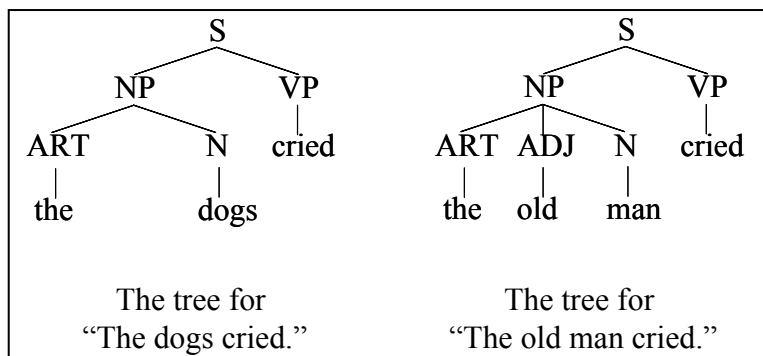 S S
NP VP NP VP
ART N cried ART ADJ N cried
the dogs the old man
The tree for The tree for
“The dogs cried.” “The old man cried.”